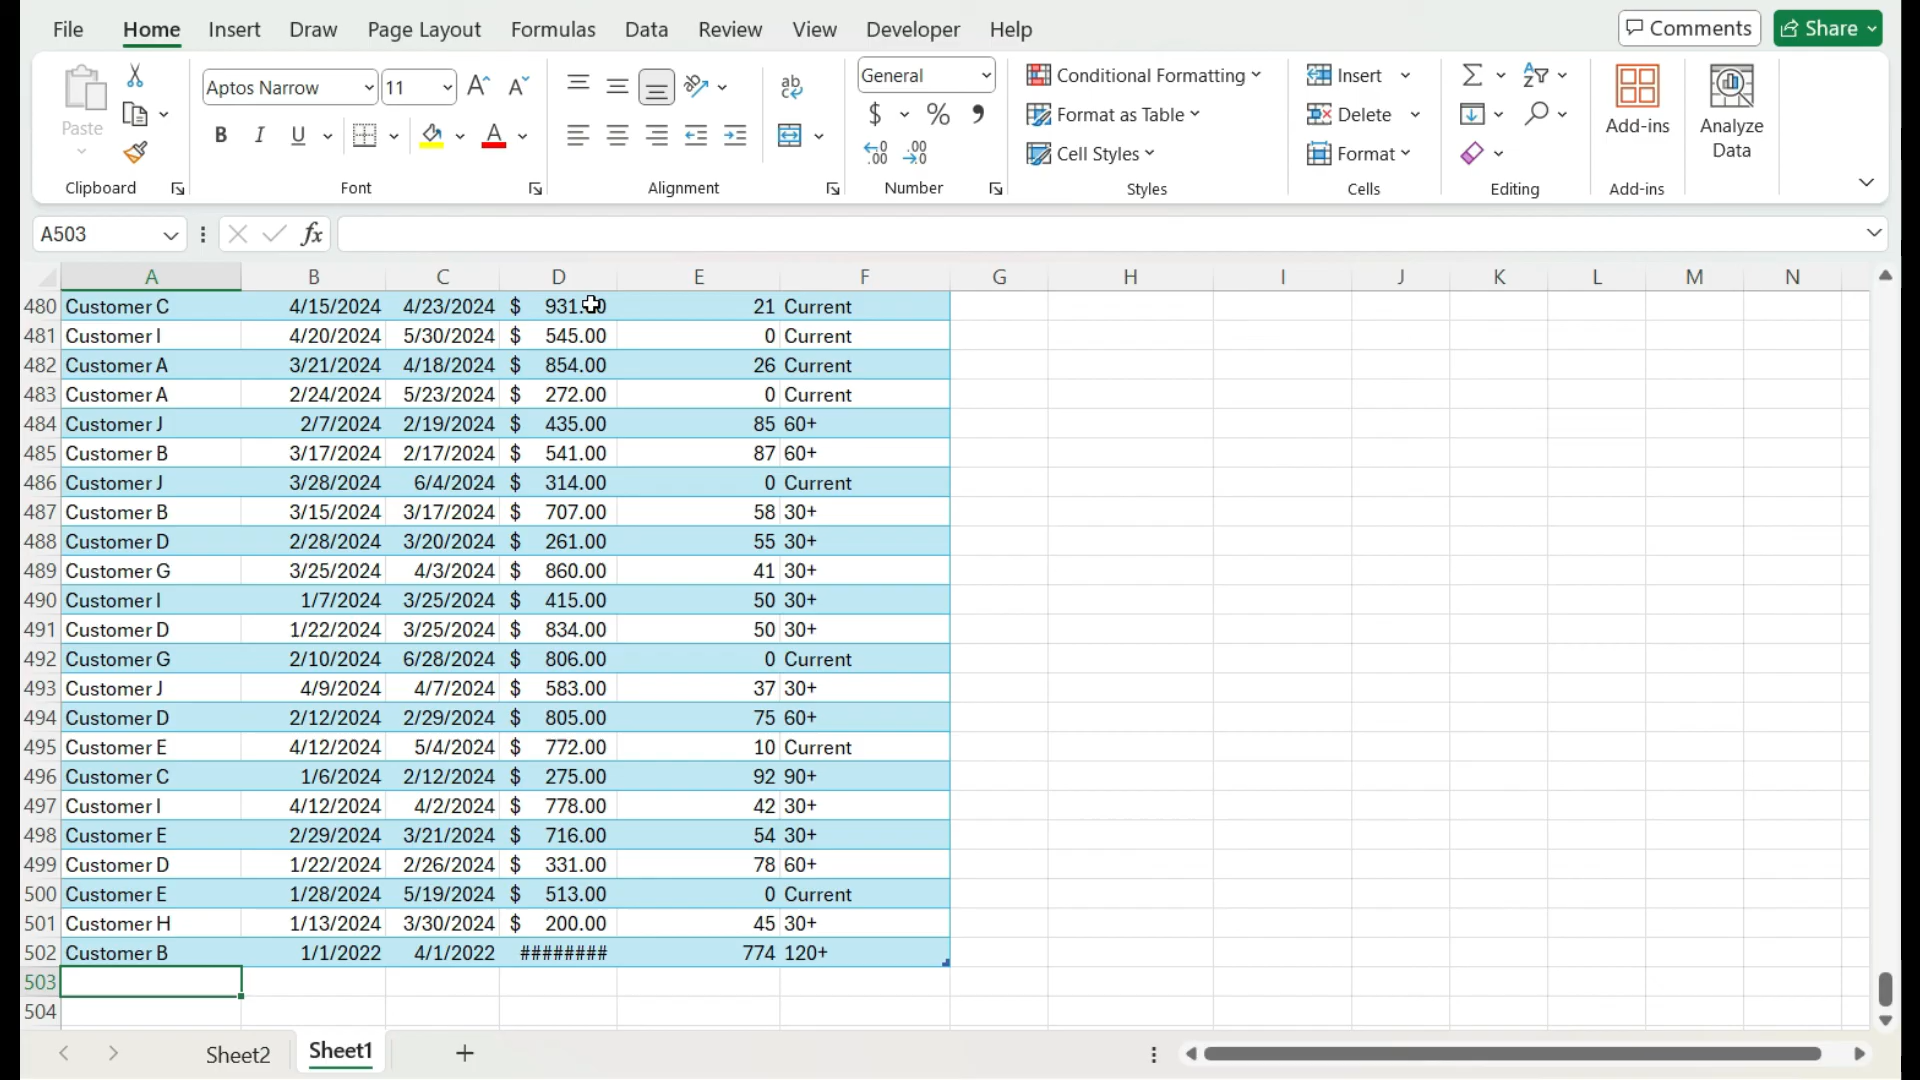 File Home Insert Draw Page Layout Formulas Data Review View Developer Help Comments Share
Paste
Aptos Narrow 11
B I U A
ab
General
$ % 9
.00 .00
Conditional Formatting
Format as Table
Cell Styles
Insert
Delete
Format
Add-ins
Analyze Data
Clipboard Font Alignment Number Styles Cells Editing Add-ins
A503 fx
A B C D E F G H I J K L M N
480 Customer C 4/15/2024 4/23/2024 $ 21 Current
481 Customer I 4/20/2024 5/30/2024 $ 545.00 0 Current
482 Customer A 3/21/2024 4/18/2024 $ 854.00 26 Current
483 Customer A 2/24/2024 5/23/2024 $ 272.00 0 Current
484 Customer J 2/7/2024 2/19/2024 $ 435.00 85 60+
485 Customer B 3/17/2024 2/17/2024 $ 541.00 87 60+
486 Customer J 3/28/2024 6/4/2024 $ 314.00 0 Current
487 Customer B 3/15/2024 3/17/2024 $ 707.00 58 30+
488 Customer D 2/28/2024 3/20/2024 $ 261.00 55 30+
489 Customer G 3/25/2024 4/3/2024 $ 860.00 41 30+
490 Customer I 1/7/2024 3/25/2024 $ 415.00 50 30+
491 Customer D 1/22/2024 3/25/2024 $ 834.00 50 30+
492 Customer G 2/10/2024 6/28/2024 $ 806.00 0 Current
493 Customer J 4/9/2024 4/7/2024 $ 583.00 37 30+
494 Customer D 2/12/2024 2/29/2024 $ 805.00 75 60+
495 Customer E 4/12/2024 5/4/2024 $ 772.00 10 Current
496 Customer C 1/6/2024 2/12/2024 $ 275.00 92 90+
497 Customer I 4/12/2024 4/2/2024 $ 778.00 42 30+
498 Customer E 2/29/2024 3/21/2024 $ 716.00 54 30+
499 Customer D 1/22/2024 2/26/2024 $ 331.00 78 60+
500 Customer E 1/28/2024 5/19/2024 $ 513.00 0 Current
501 Customer H 1/13/2024 3/30/2024 $ 200.00 45 30+
502 Customer B 1/1/2022 4/1/2022 ######## 774 120+
503
504
Sheet2 Sheet1